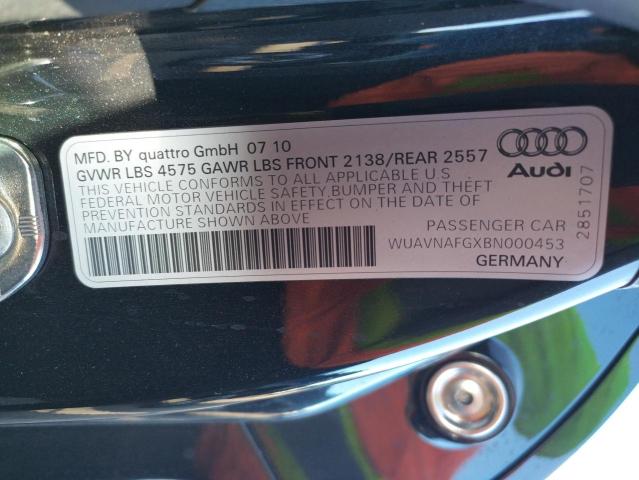 MFD. BY quattro GmbH 07 10
GVWR LBS 4575 GAWR LBS FRONT 2138/REAR 2557
THIS VEHICLE CONFORMS TO ALL APPLICABLE U.S
FEDERAL MOTOR VEHICLE SAFETY, BUMPER AND THEFT
PREVENTION STANDARDS IN EFFECT ON THE DATE OF
MANUFACTURE SHOWN ABOVE
Audi
PASSENGER CAR
WUAVNAFGXBN000453
GERMANY
2851707